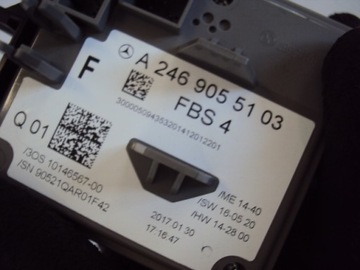 A 246 905 51 03
F
FBS 4
300005094353201412012201
Q 01
/3OS 10146567-00
/SN 90521QAR01F42
/ME 14-40
/SW 16-05 20
/HW 14-28 00
2017 01 30
17:16:47